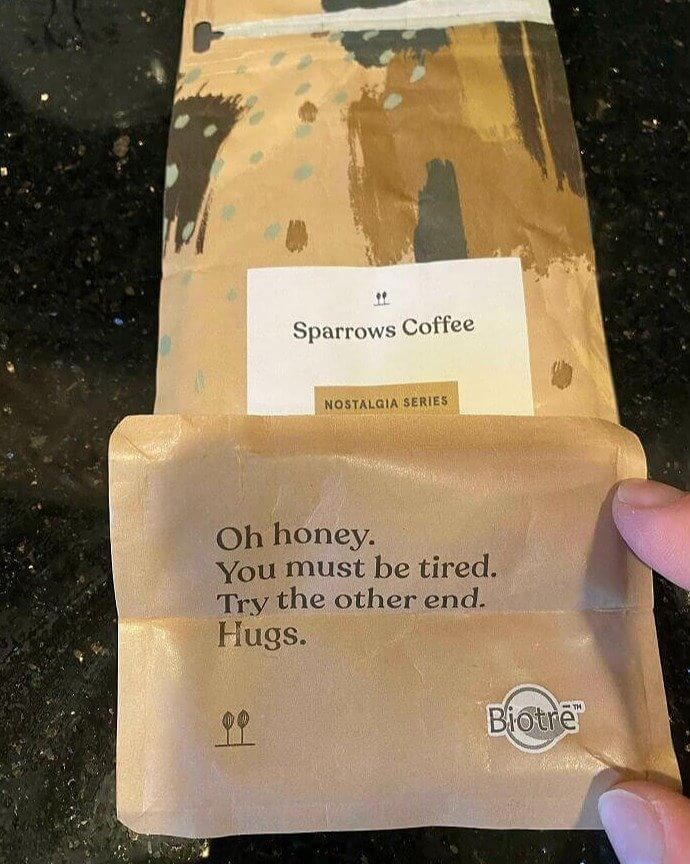 Sparrows Coffee
NOSTALGIA SERIES
Oh honey.
You must be tired.
Try the other end.
Hugs.
Biotrē™